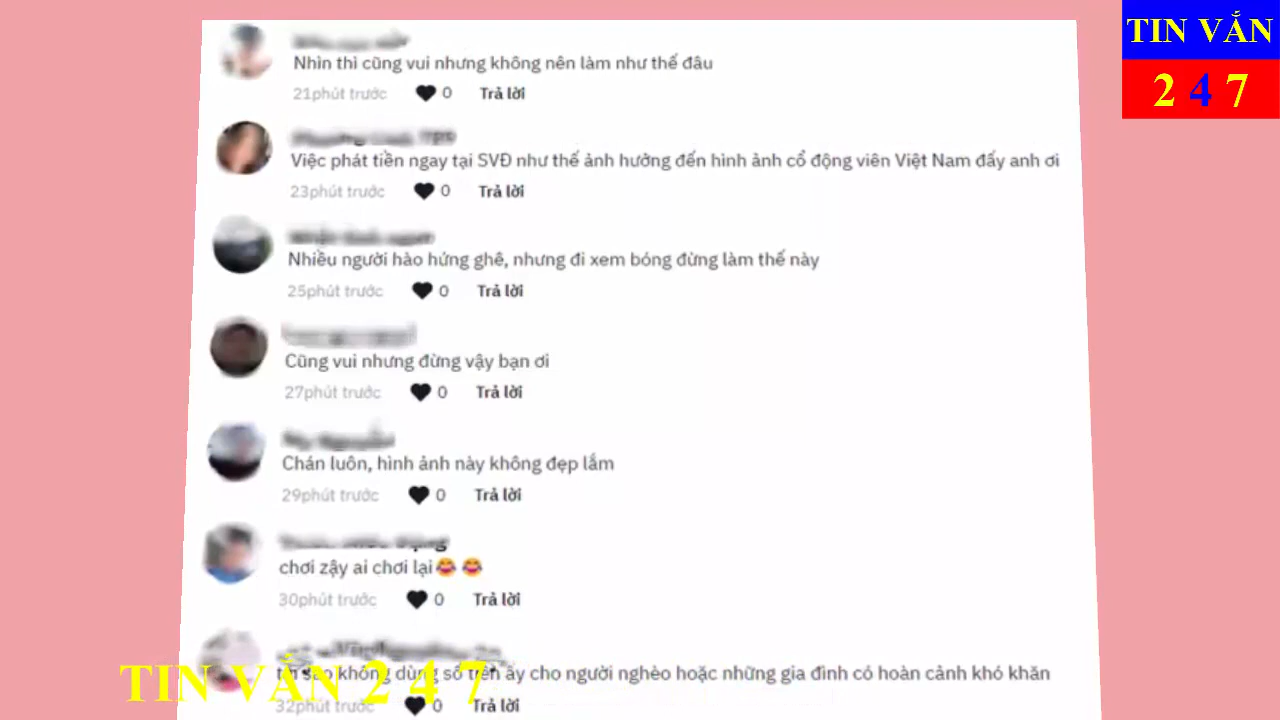 TIN VẮN
2 4 7
Nhìn thì cũng vui nhưng không nên làm như thế đâu
21phút trước 0 Trả lời
Việc phát tiền ngay tại SVĐ như thế ảnh hưởng đến hình ảnh cổ động viên Việt Nam đấy anh ơi
23phút trước 0 Trả lời
Nhiều người hào hứng ghê, nhưng đi xem bóng đừng làm thế này
25phút trước 0 Trả lời
Cũng vui nhưng đừng vậy bạn ơi
27phút trước 0 Trả lời
Chán luôn, hình ảnh này không đẹp lắm
29phút trước 0 Trả lời
chơi zậy ai chơi lại😂 😂
30phút trước 0 Trả lời
sao không dùng số trên ấy cho người nghèo hoặc những gia đình có hoàn cảnh khó khăn
TIN VẮN 2 4 7
32phút trước 0 Trả lời